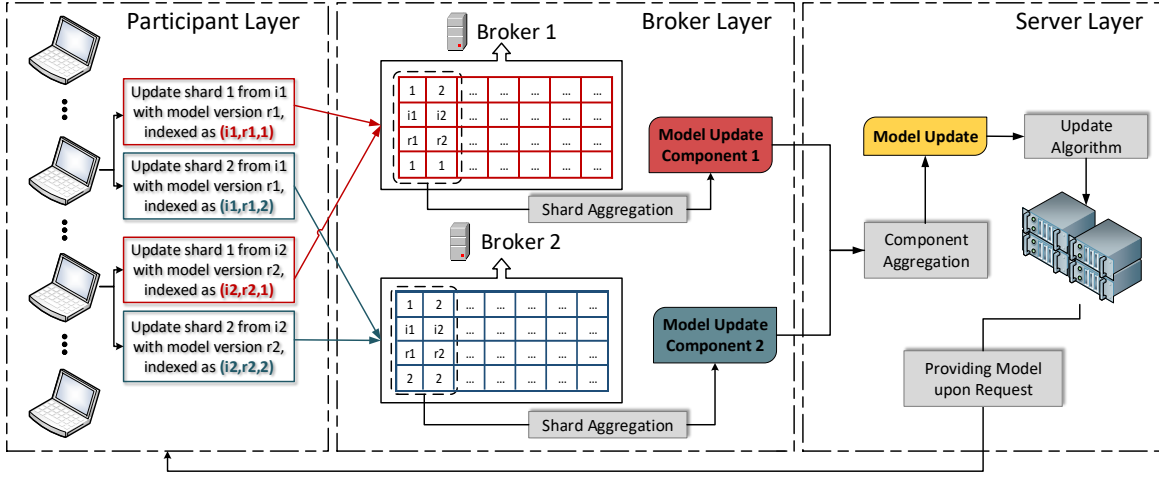 Participant Layer
Update shard 1 from i1
with model version r1,
indexed as (i1,r1,1)
Update shard 2 from i1
with model version r1,
indexed as (i1,r1,2)
Update shard 1 from i2
with model version r2,
indexed as (i2,r2,1)
Update shard 2 from i2
with model version r2,
indexed as (i2,r2,2)
Broker Layer
Broker 1
1 2 ... ... ... ... ...
i1 i2 ... ... ... ... ...
r1 r2 ... ... ... ... ...
1 1 ... ... ... ... ...
Shard Aggregation
Model Update
Component 1
Broker 2
1 2 ... ... ... ... ...
i1 i2 ... ... ... ... ...
r1 r2 ... ... ... ... ...
2 2 ... ... ... ... ...
Shard Aggregation
Model Update
Component 2
Server Layer
Model Update
Update
Algorithm
Component
Aggregation
Providing Model
upon Request